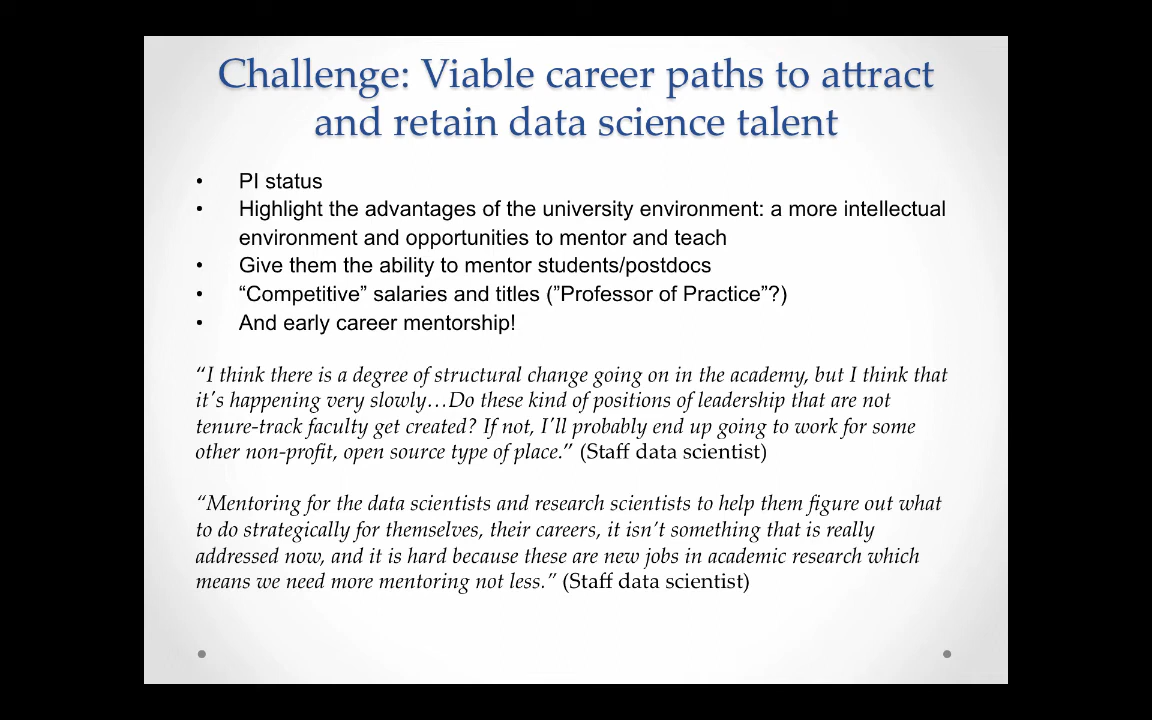 Challenge: Viable career paths to attract
and retain data science talent
• PI status
• Highlight the advantages of the university environment: a more intellectual
environment and opportunities to mentor and teach
• Give them the ability to mentor students/postdocs
• “Competitive” salaries and titles (”Professor of Practice”?)
• And early career mentorship!
“I think there is a degree of structural change going on in the academy, but I think that
it’s happening very slowly…Do these kind of positions of leadership that are not
tenure-track faculty get created? If not, I’ll probably end up going to work for some
other non-profit, open source type of place.” (Staff data scientist)
“Mentoring for the data scientists and research scientists to help them figure out what
to do strategically for themselves, their careers, it isn’t something that is really
addressed now, and it is hard because these are new jobs in academic research which
means we need more mentoring not less.” (Staff data scientist)